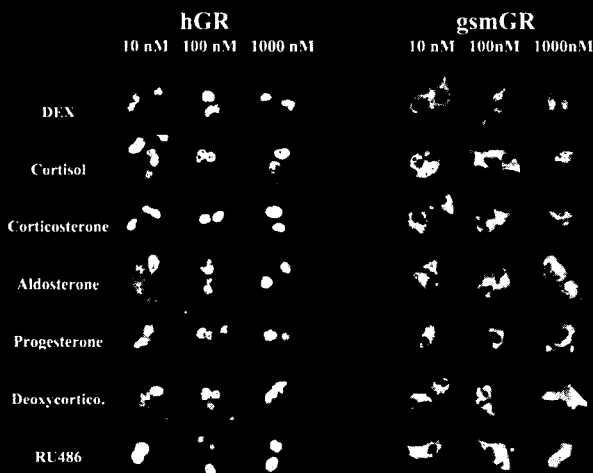 hGR gsmGR
10 nM 100 nM 1000 nM 10 nM 100nM 1000nM
DEX
Cortisol
Corticosterone
Aldosterone
Progesterone
Deoxycortico.
RU486